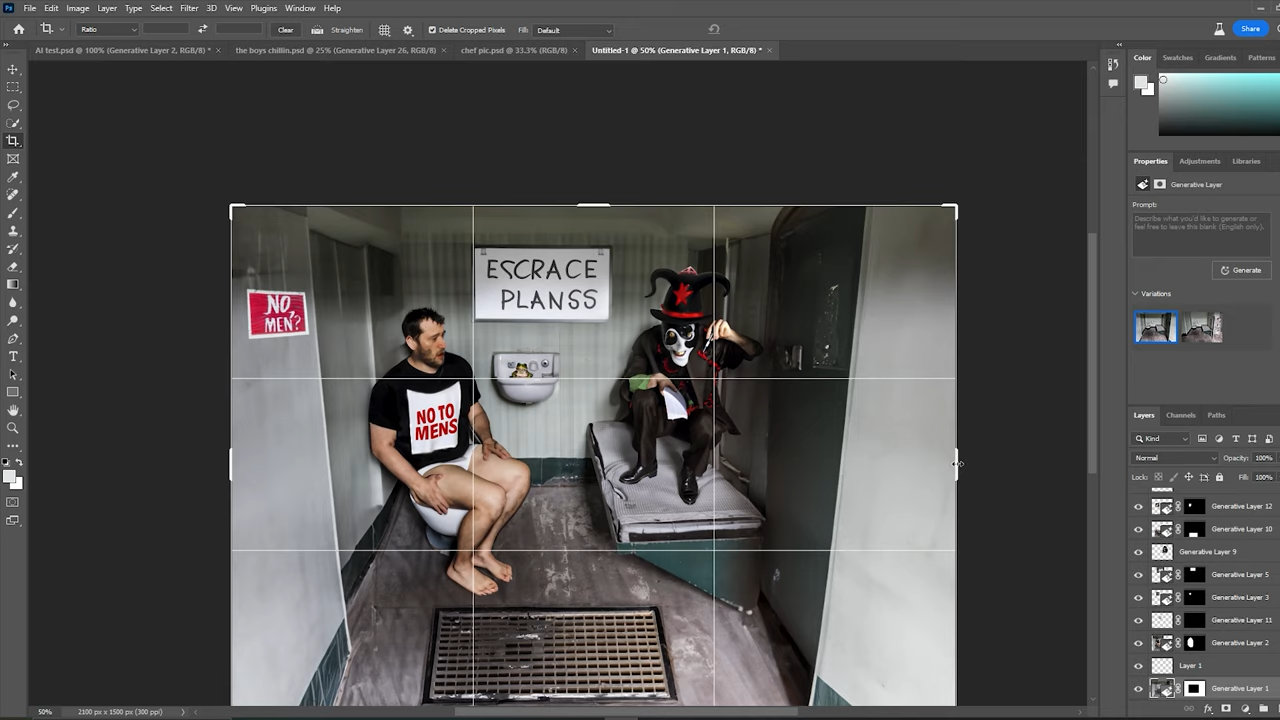 Ps File Edit Image Layer Type Select Filter 3D View Plugins Window Help
Ratio Clear Straighten Delete Cropped Pixels Fill: Default Share
AI test.psd @ 100% (Generative Layer 2, RGB/8) * × the boys chillin.psd @ 25% (Generative Layer 26, RGB/8) × chef pic.psd @ 33.3% (RGB/8) × Untitled-1 @ 50% (Generative Layer 1, RGB/8) * ×
Color Swatches Gradients Patterns
Properties Adjustments Libraries
Generative Layer
Prompt:
Describe what you'd like to generate or
feel free to leave this blank (English only).
Generate
Variations
ESCRACE
PLANSS
NO
MEN?
NO TO
MENS
Layers Channels Paths
Kind
Normal Opacity: 100%
Lock: Fill: 100%
Generative Layer 12
Generative Layer 10
Generative Layer 9
Generative Layer 5
Generative Layer 3
Generative Layer 11
Generative Layer 2
Layer 1
Generative Layer 1
50% 2100 px x 1500 px (300 ppi)